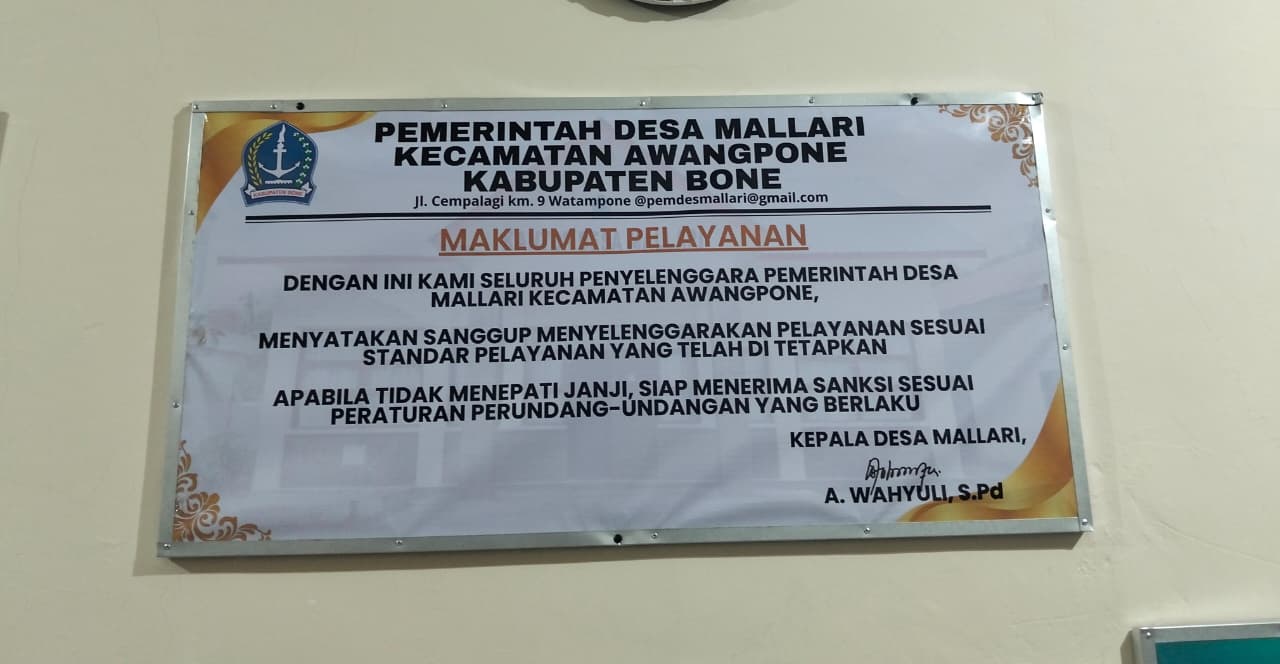 KABUPATEN BONE
PEMERINTAH DESA MALLARI
KECAMATAN AWANGPONE
KABUPATEN BONE
Jl. Cempalagi km. 9 Watampone @pemdesmallari@gmail.com
MAKLUMAT PELAYANAN
DENGAN INI KAMI SELURUH PENYELENGGARA PEMERINTAH DESA
MALLARI KECAMATAN AWANGPONE,
MENYATAKAN SANGGUP MENYELENGGARAKAN PELAYANAN SESUAI
STANDAR PELAYANAN YANG TELAH DI TETAPKAN
APABILA TIDAK MENEPATI JANJI, SIAP MENERIMA SANKSI SESUAI
PERATURAN PERUNDANG-UNDANGAN YANG BERLAKU
KEPALA DESA MALLARI,
A. WAHYULI, S.Pd